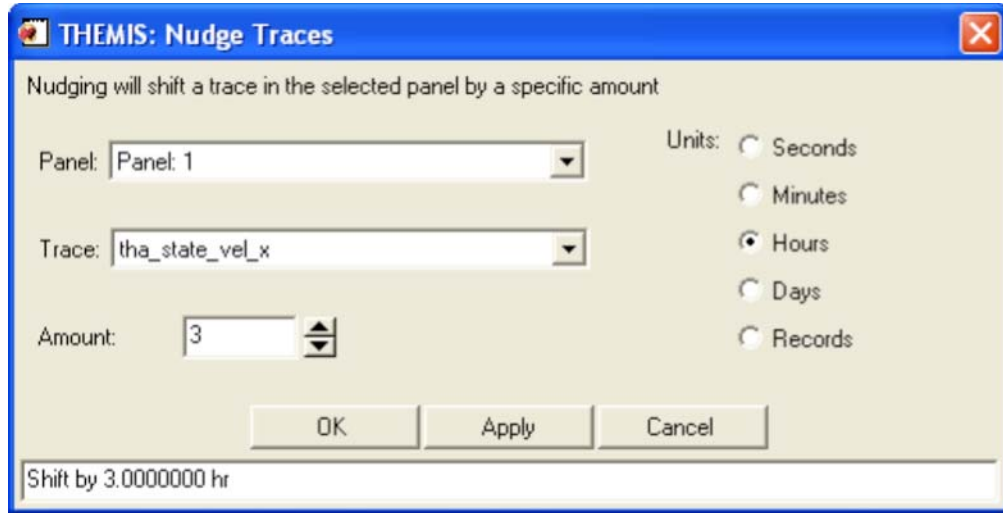 THEMIS: Nudge Traces
Nudging will shift a trace in the selected panel by a specific amount
Panel: Panel: 1
Units: Seconds
Minutes
Trace: tha_state_vel_x
Hours
Days
Amount: 3
Records
OK Apply Cancel
Shift by 3.0000000 hr